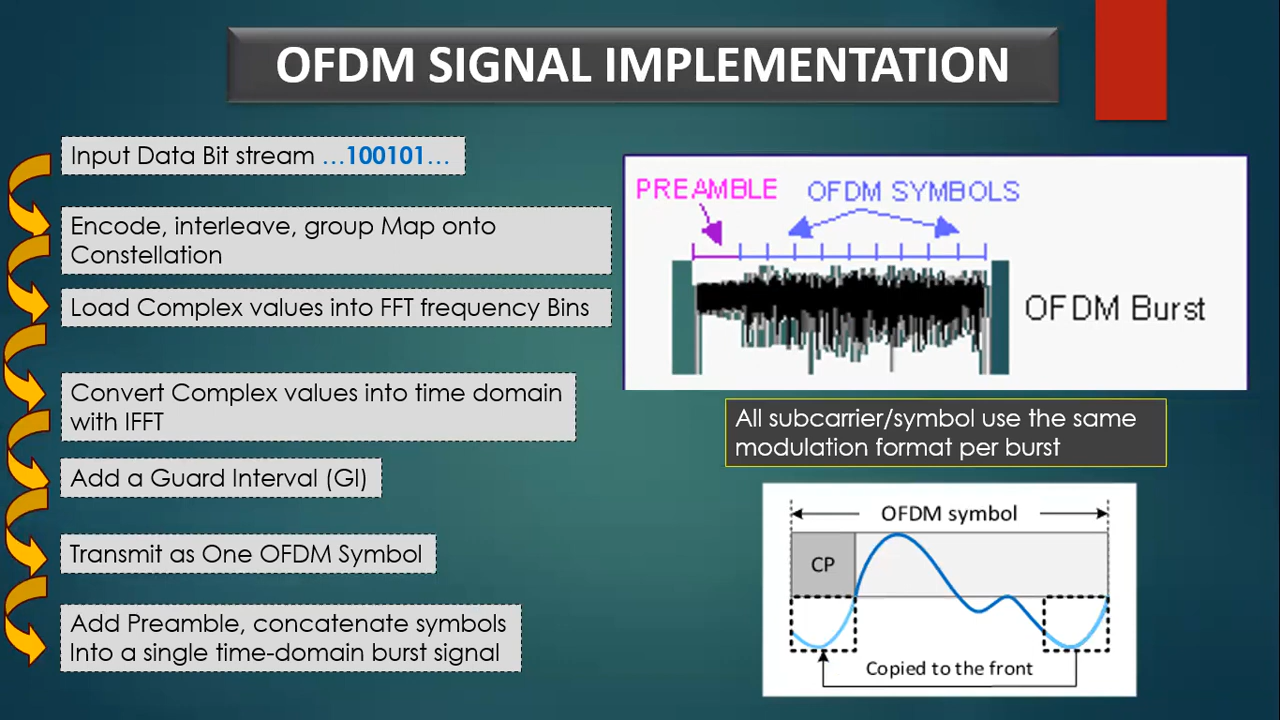 OFDM SIGNAL IMPLEMENTATION
Input Data Bit stream ...100101...
Encode, interleave, group Map onto
Constellation
Load Complex values into FFT frequency Bins
Convert Complex values into time domain
with IFFT
Add a Guard Interval (GI)
Transmit as One OFDM Symbol
Add Preamble, concatenate symbols
Into a single time-domain burst signal
PREAMBLE
OFDM SYMBOLS
OFDM Burst
All subcarrier/symbol use the same
modulation format per burst
OFDM symbol
CP
Copied to the front